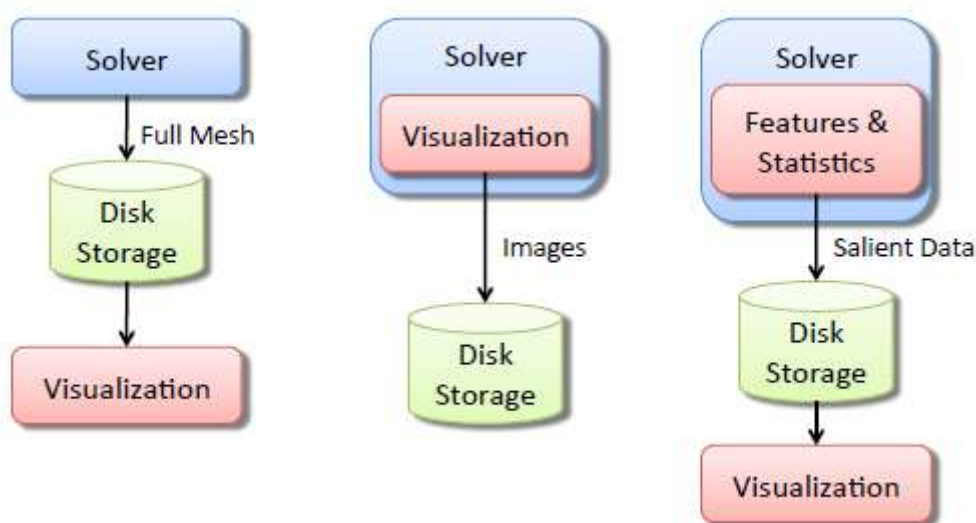 Solver
Full Mesh
Disk
Storage
Visualization
Solver
Visualization
Images
Disk
Storage
Solver
Features &
Statistics
Salient Data
Disk
Storage
Visualization